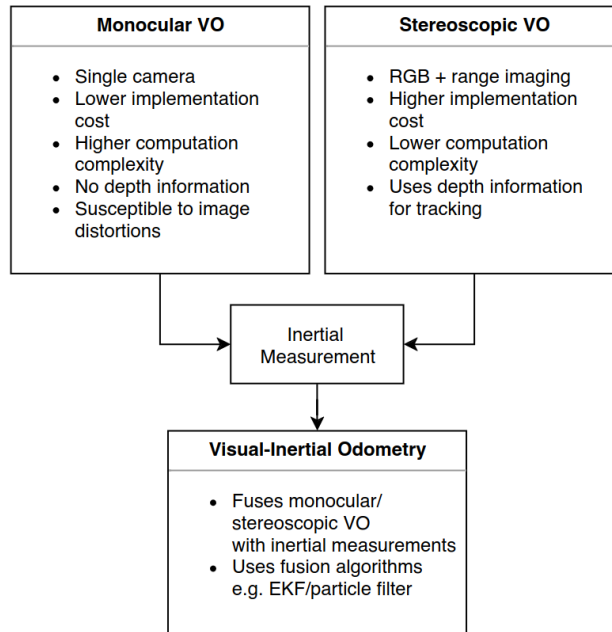 Monocular VO
• Single camera
• Lower implementation
cost
• Higher computation
complexity
• No depth information
• Susceptible to image
distortions
Stereoscopic VO
• RGB + range imaging
• Higher implementation
cost
• Lower computation
complexity
• Uses depth information
for tracking
Inertial
Measurement
Visual-Inertial Odometry
• Fuses monocular/
stereoscopic VO
with inertial measurements
• Uses fusion algorithms
e.g. EKF/particle filter